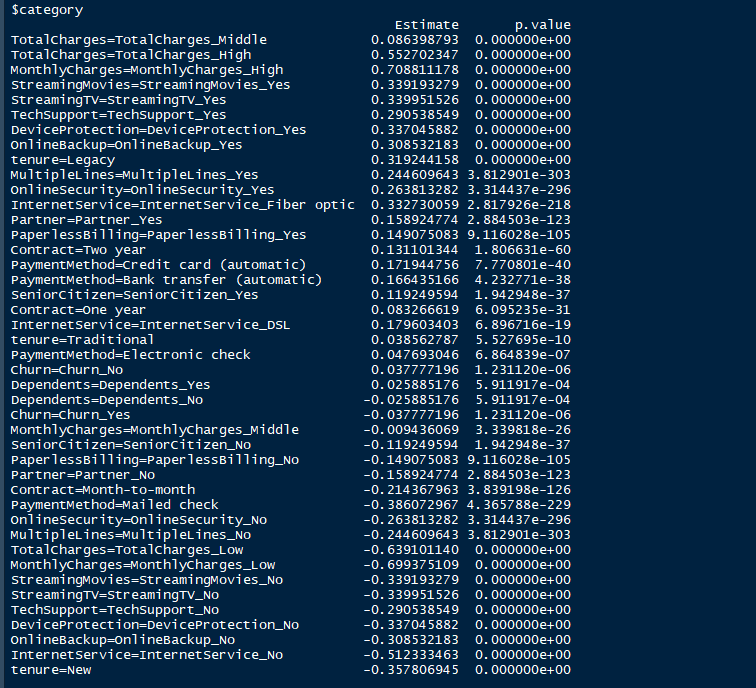 $category
Estimate p.value
TotalCharges=TotalCharges_Middle 0.086398793 0.000000e+00
TotalCharges=TotalCharges_High 0.552702347 0.000000e+00
MonthlyCharges=MonthlyCharges_High 0.708811178 0.000000e+00
StreamingMovies=StreamingMovies_Yes 0.339193279 0.000000e+00
StreamingTV=StreamingTV_Yes 0.339951526 0.000000e+00
TechSupport=TechSupport_Yes 0.290538549 0.000000e+00
DeviceProtection=DeviceProtection_Yes 0.337045882 0.000000e+00
OnlineBackup=OnlineBackup_Yes 0.308532183 0.000000e+00
tenure=Legacy 0.319244158 0.000000e+00
MultipleLines=MultipleLines_Yes 0.244609643 3.812901e-303
OnlineSecurity=OnlineSecurity_Yes 0.263813282 3.314437e-296
InternetService=InternetService_Fiber optic 0.332730059 2.817926e-218
Partner=Partner_Yes 0.158924774 2.884503e-123
PaperlessBilling=PaperlessBilling_Yes 0.149075083 9.116028e-105
Contract=Two year 0.131101344 1.806631e-60
PaymentMethod=Credit card (automatic) 0.171944756 7.770801e-40
PaymentMethod=Bank transfer (automatic) 0.166435166 4.232771e-38
SeniorCitizen=SeniorCitizen_Yes 0.119249594 1.942948e-37
Contract=One year 0.083266619 6.095235e-31
InternetService=InternetService_DSL 0.179603403 6.896716e-19
tenure=Traditional 0.038562787 5.527695e-10
PaymentMethod=Electronic check 0.047693046 6.864839e-07
Churn=Churn_No 0.037777196 1.231120e-06
Dependents=Dependents_Yes 0.025885176 5.911917e-04
Dependents=Dependents_No -0.025885176 5.911917e-04
Churn=Churn_Yes -0.037777196 1.231120e-06
MonthlyCharges=MonthlyCharges_Middle -0.009436069 3.339818e-26
SeniorCitizen=SeniorCitizen_No -0.119249594 1.942948e-37
PaperlessBilling=PaperlessBilling_No -0.149075083 9.116028e-105
Partner=Partner_No -0.158924774 2.884503e-123
Contract=Month-to-month -0.214367963 3.839198e-126
PaymentMethod=Mailed check -0.386072967 4.365788e-229
OnlineSecurity=OnlineSecurity_No -0.263813282 3.314437e-296
MultipleLines=MultipleLines_No -0.244609643 3.812901e-303
TotalCharges=TotalCharges_Low -0.639101140 0.000000e+00
MonthlyCharges=MonthlyCharges_Low -0.699375109 0.000000e+00
StreamingMovies=StreamingMovies_No -0.339193279 0.000000e+00
StreamingTV=StreamingTV_No -0.339951526 0.000000e+00
TechSupport=TechSupport_No -0.290538549 0.000000e+00
DeviceProtection=DeviceProtection_No -0.337045882 0.000000e+00
OnlineBackup=OnlineBackup_No -0.308532183 0.000000e+00
InternetService=InternetService_No -0.512333463 0.000000e+00
tenure=New -0.357806945 0.000000e+00